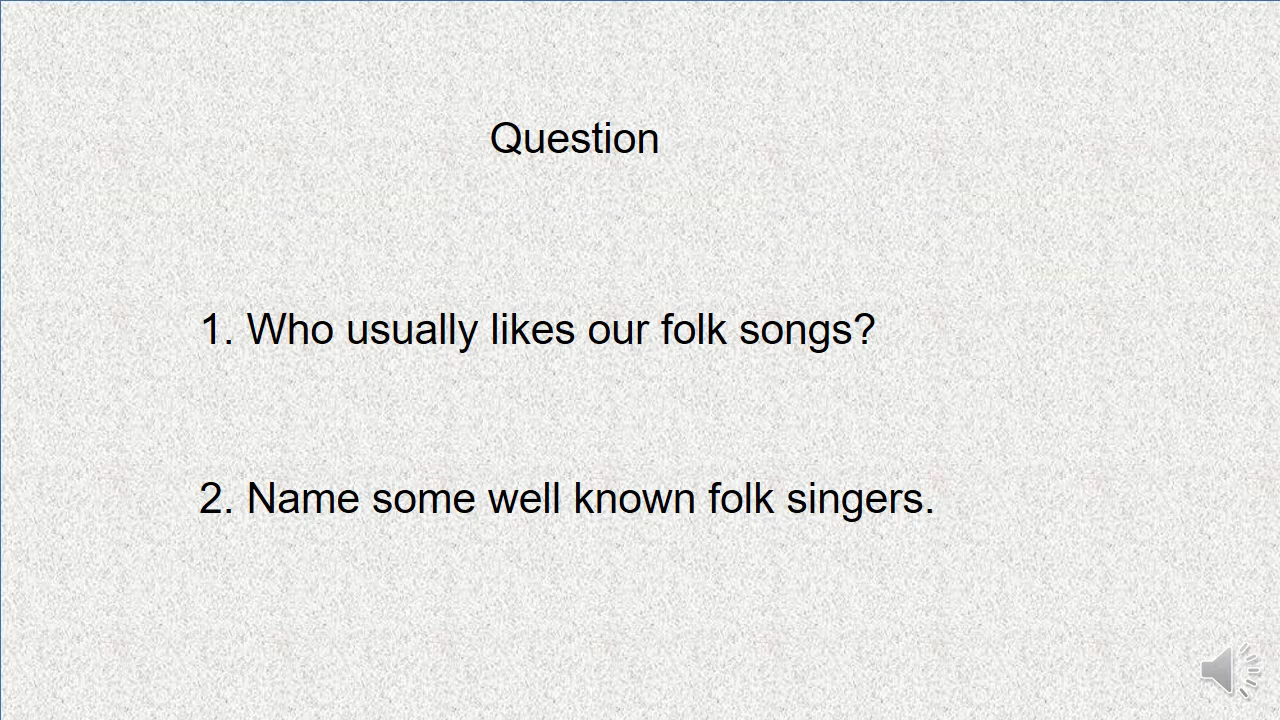 Question
1. Who usually likes our folk songs?
2. Name some well known folk singers.